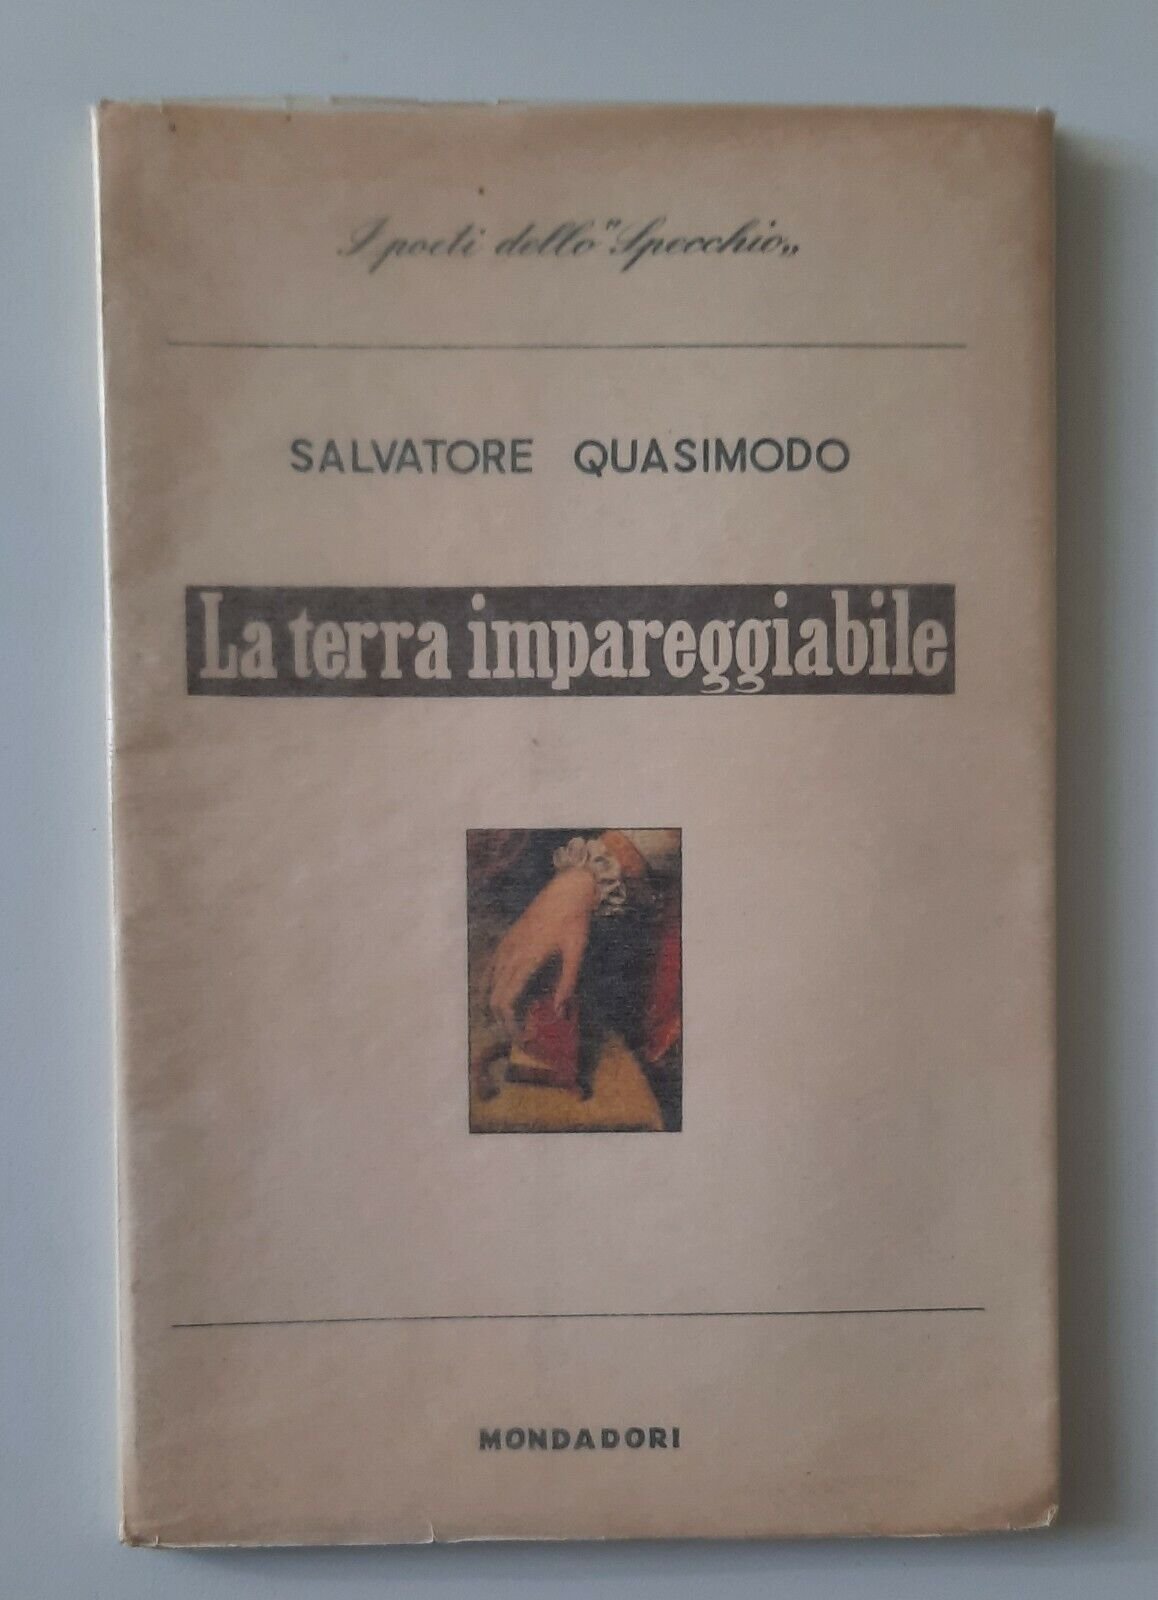 I poeti dello "Specchio„
SALVATORE QUASIMODO
La terra impareggiabile
MONDADORI